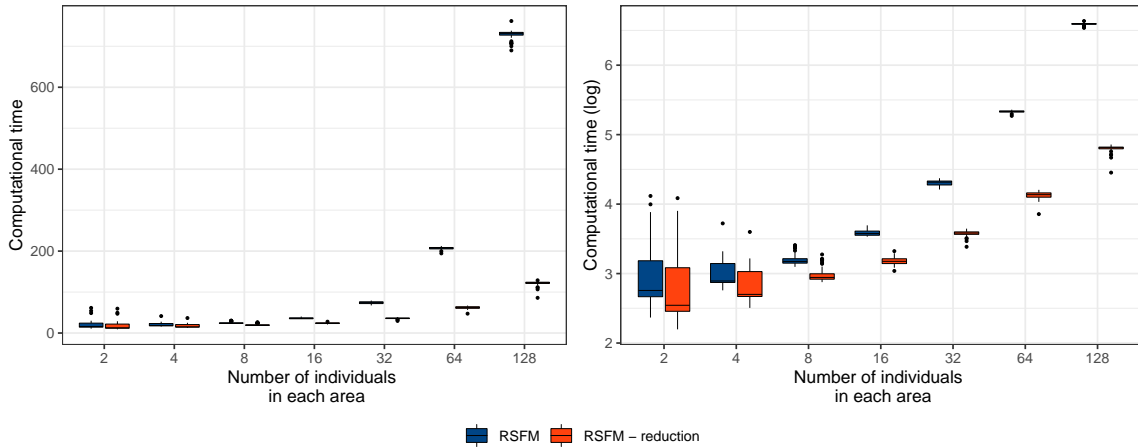 Computational time
600
400
200
0
2 4 8 16 32 64 128
Number of individuals
in each area
Computational time (log)
6
5
4
3
2
2 4 8 16 32 64 128
Number of individuals
in each area
RSFM RSFM − reduction